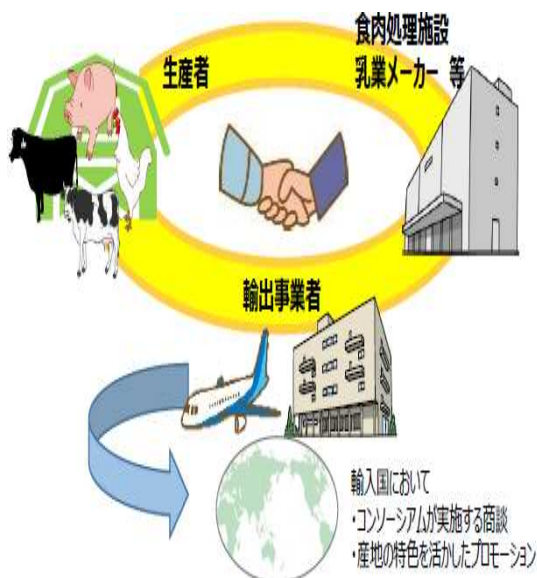 食肉処理施設
乳業メーカー 等
生産者
輸出事業者
輸入国において
・コンソーシアムが実施する商談
・産地の特色を活かしたプロモーション